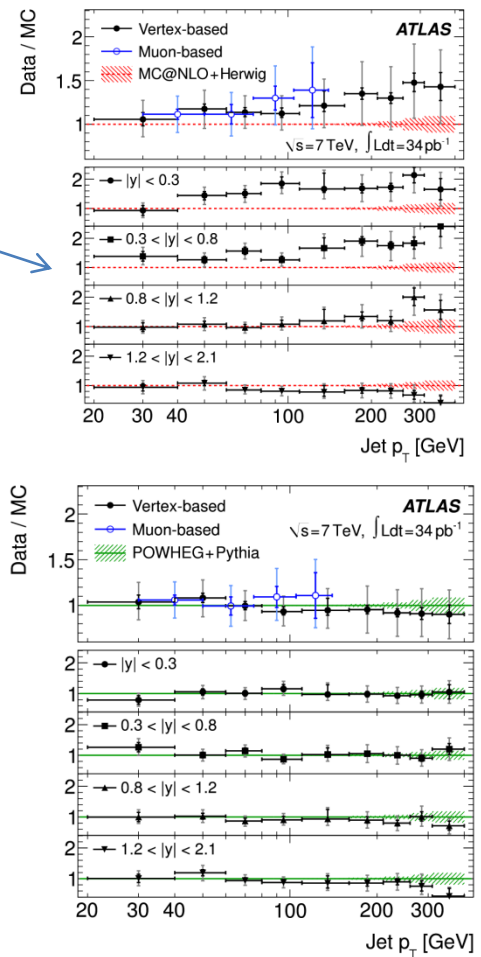 Data / MC
2
1.5
1
Vertex-based
Muon-based
MC@NLO+Herwig
ATLAS
√s=7 TeV, ∫Ldt=34 pb⁻¹
2
1
|y| < 0.3
2
1
0.3 < |y| < 0.8
2
1
0.8 < |y| < 1.2
2
1
1.2 < |y| < 2.1
20 30 40 100 200 300
Jet p_T [GeV]
Data / MC
2
1.5
1
Vertex-based
Muon-based
POWHEG+Pythia
ATLAS
√s=7 TeV, ∫Ldt=34 pb⁻¹
2
1
|y| < 0.3
2
1
0.3 < |y| < 0.8
2
1
0.8 < |y| < 1.2
2
1
1.2 < |y| < 2.1
20 30 40 100 200 300
Jet p_T [GeV]